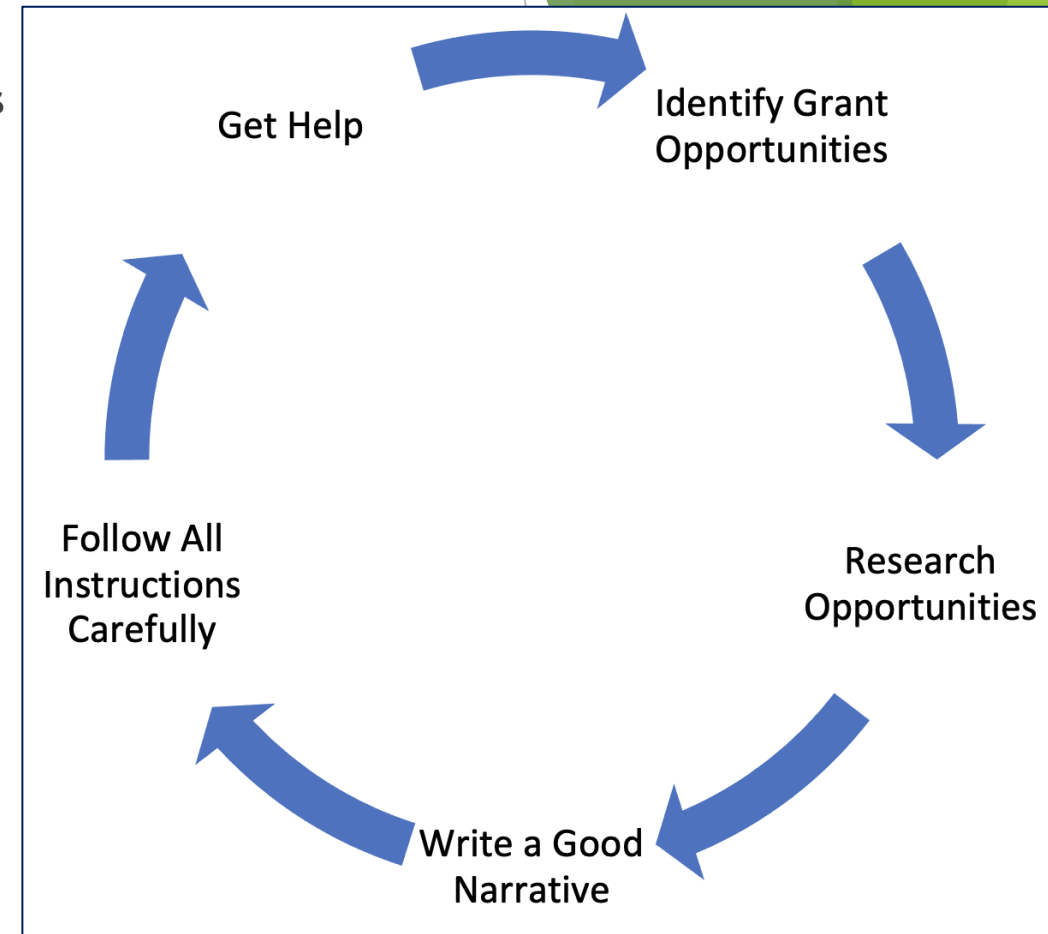 s
Get Help
Identify Grant
Opportunities
Research
Opportunities
Write a Good
Narrative
Follow All
Instructions
Carefully